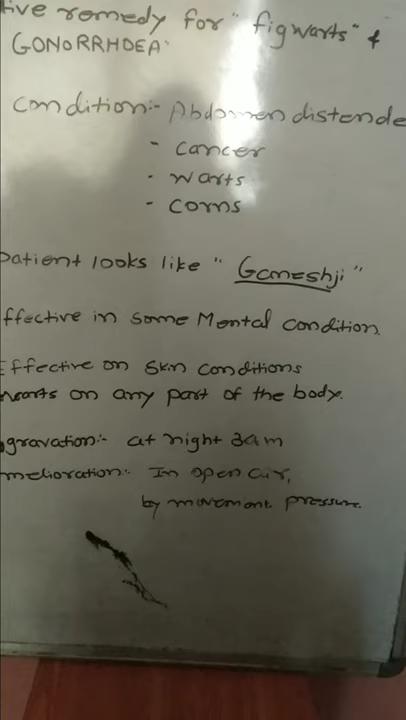 tive remedy for "figwarts" &
GONORRHOEA
Condition:- Abdomen distende
- Cancer
- Warts
- Corns
Patient looks like "Ganeshji"
ffective in some Mental condition.
Effective on Skin conditions
warts on any part of the body.
gravation:- at night 3am
melioration:- In open air,
by movement pressure.